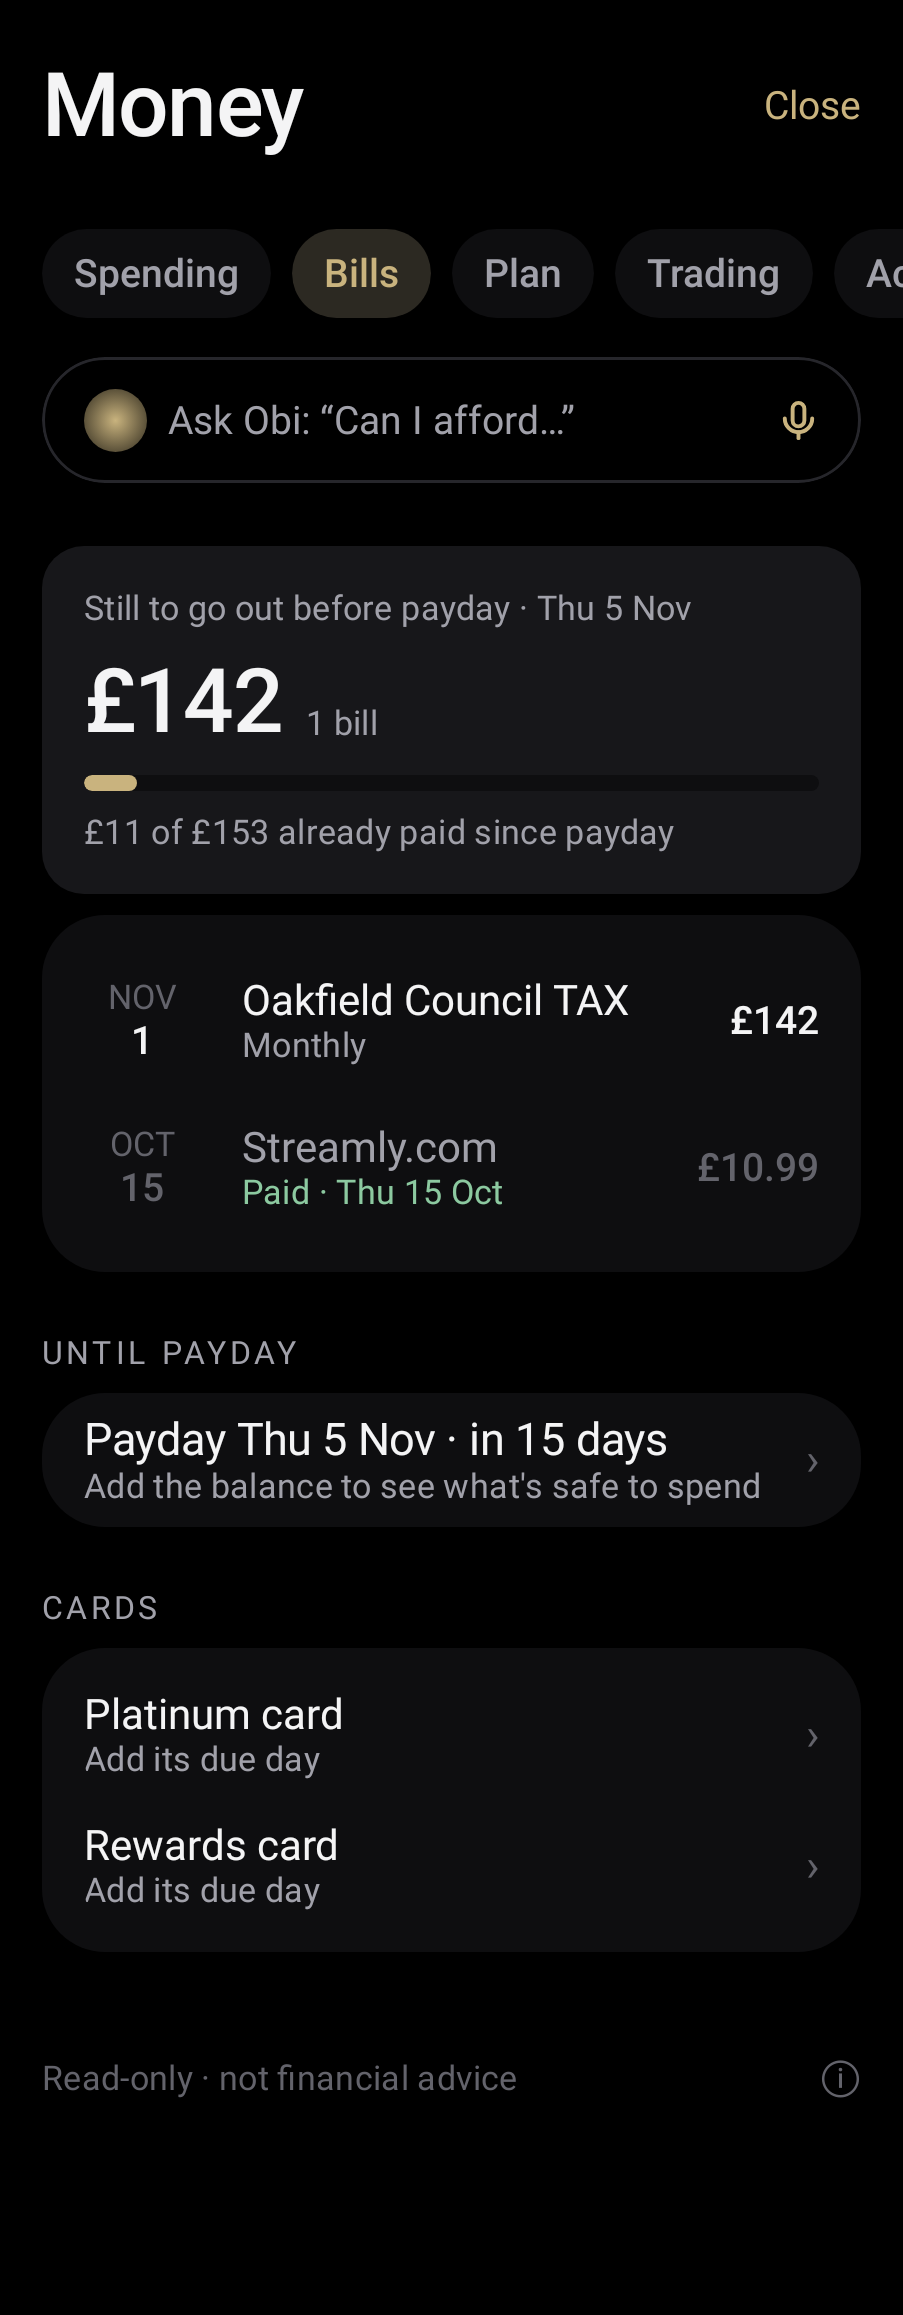 Money
Close
Spending
Bills
Plan
Trading
Ac
Ask Obi: “Can I afford...”
Still to go out before payday · Thu 5 Nov
£142 1 bill
£11 of £153 already paid since payday
NOV
1
Oakfield Council TAX
Monthly
£142
OCT
15
Streamly.com
Paid · Thu 15 Oct
£10.99
UNTIL PAYDAY
Payday Thu 5 Nov · in 15 days
Add the balance to see what's safe to spend
CARDS
Platinum card
Add its due day
Rewards card
Add its due day
Read-only · not financial advice